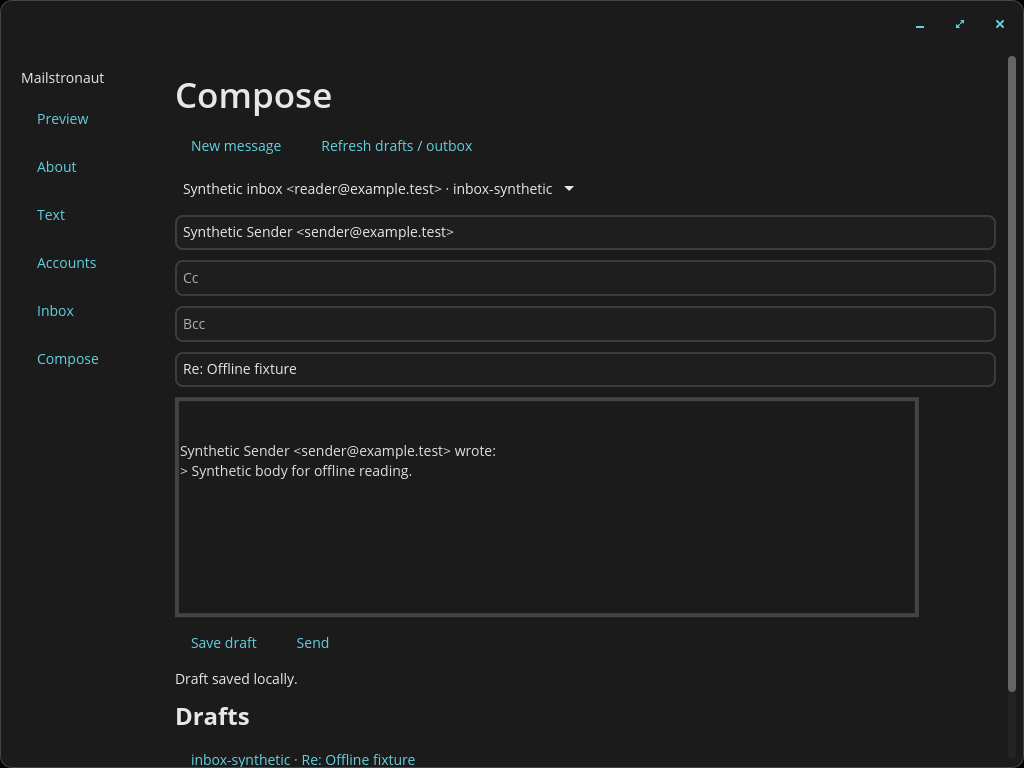 Mailstronaut
Preview
About
Text
Accounts
Inbox
Compose
Compose
New message
Refresh drafts / outbox
Synthetic inbox <reader@example.test> · inbox-synthetic
Synthetic Sender <sender@example.test>
Cc
Bcc
Re: Offline fixture
Synthetic Sender <sender@example.test> wrote:
> Synthetic body for offline reading.
Save draft
Send
Draft saved locally.
Drafts
inbox-synthetic · Re: Offline fixture